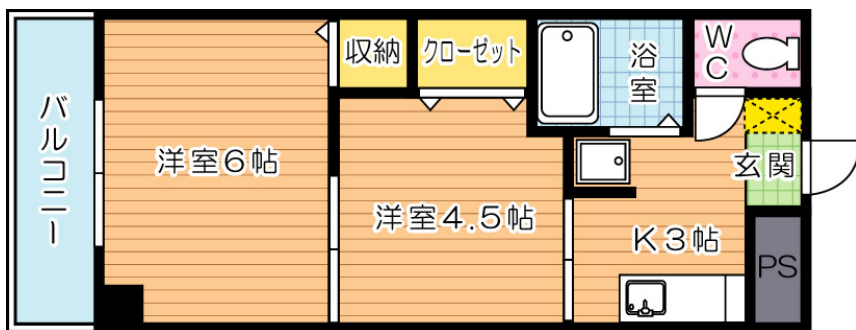 バルコニー
洋室6帖
収納
クローゼット
洋室4.5帖
浴室
WC
玄関
K3帖
PS